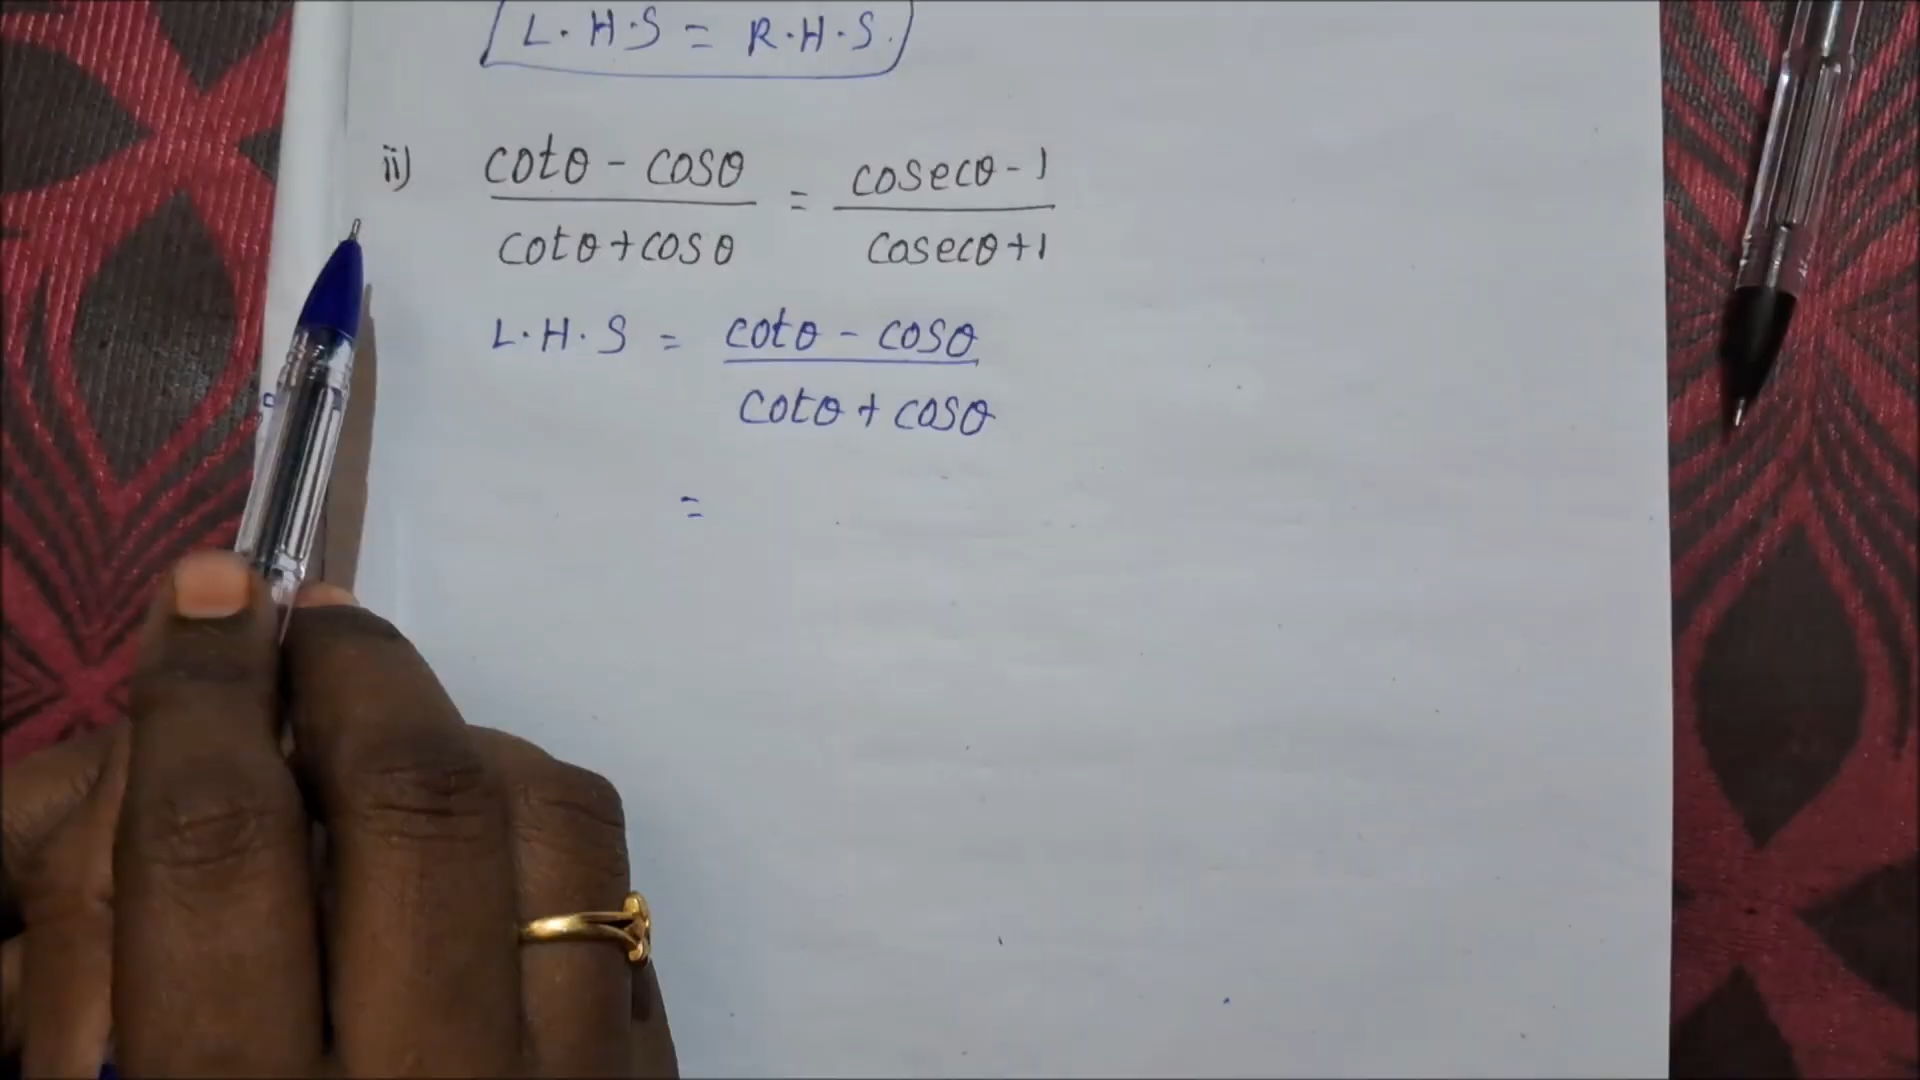 L.H.S = R.H.S.
ii) cotθ - cosθ / cotθ + cosθ = cosecθ - 1 / cosecθ + 1
L.H.S = cotθ - cosθ / cotθ + cosθ
=